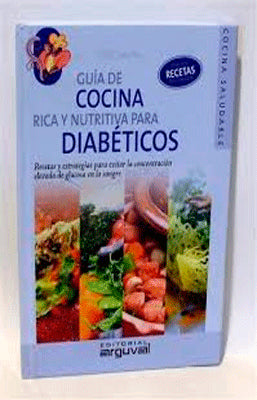 GUÍA DE
COCINA
RICA Y NUTRITIVA PARA
DIABÉTICOS
RECETAS
Recetas y estrategias para evitar la concentración
elevada de glucosa en la sangre
COCINA SALUDABLE
EDITORIAL
arguval